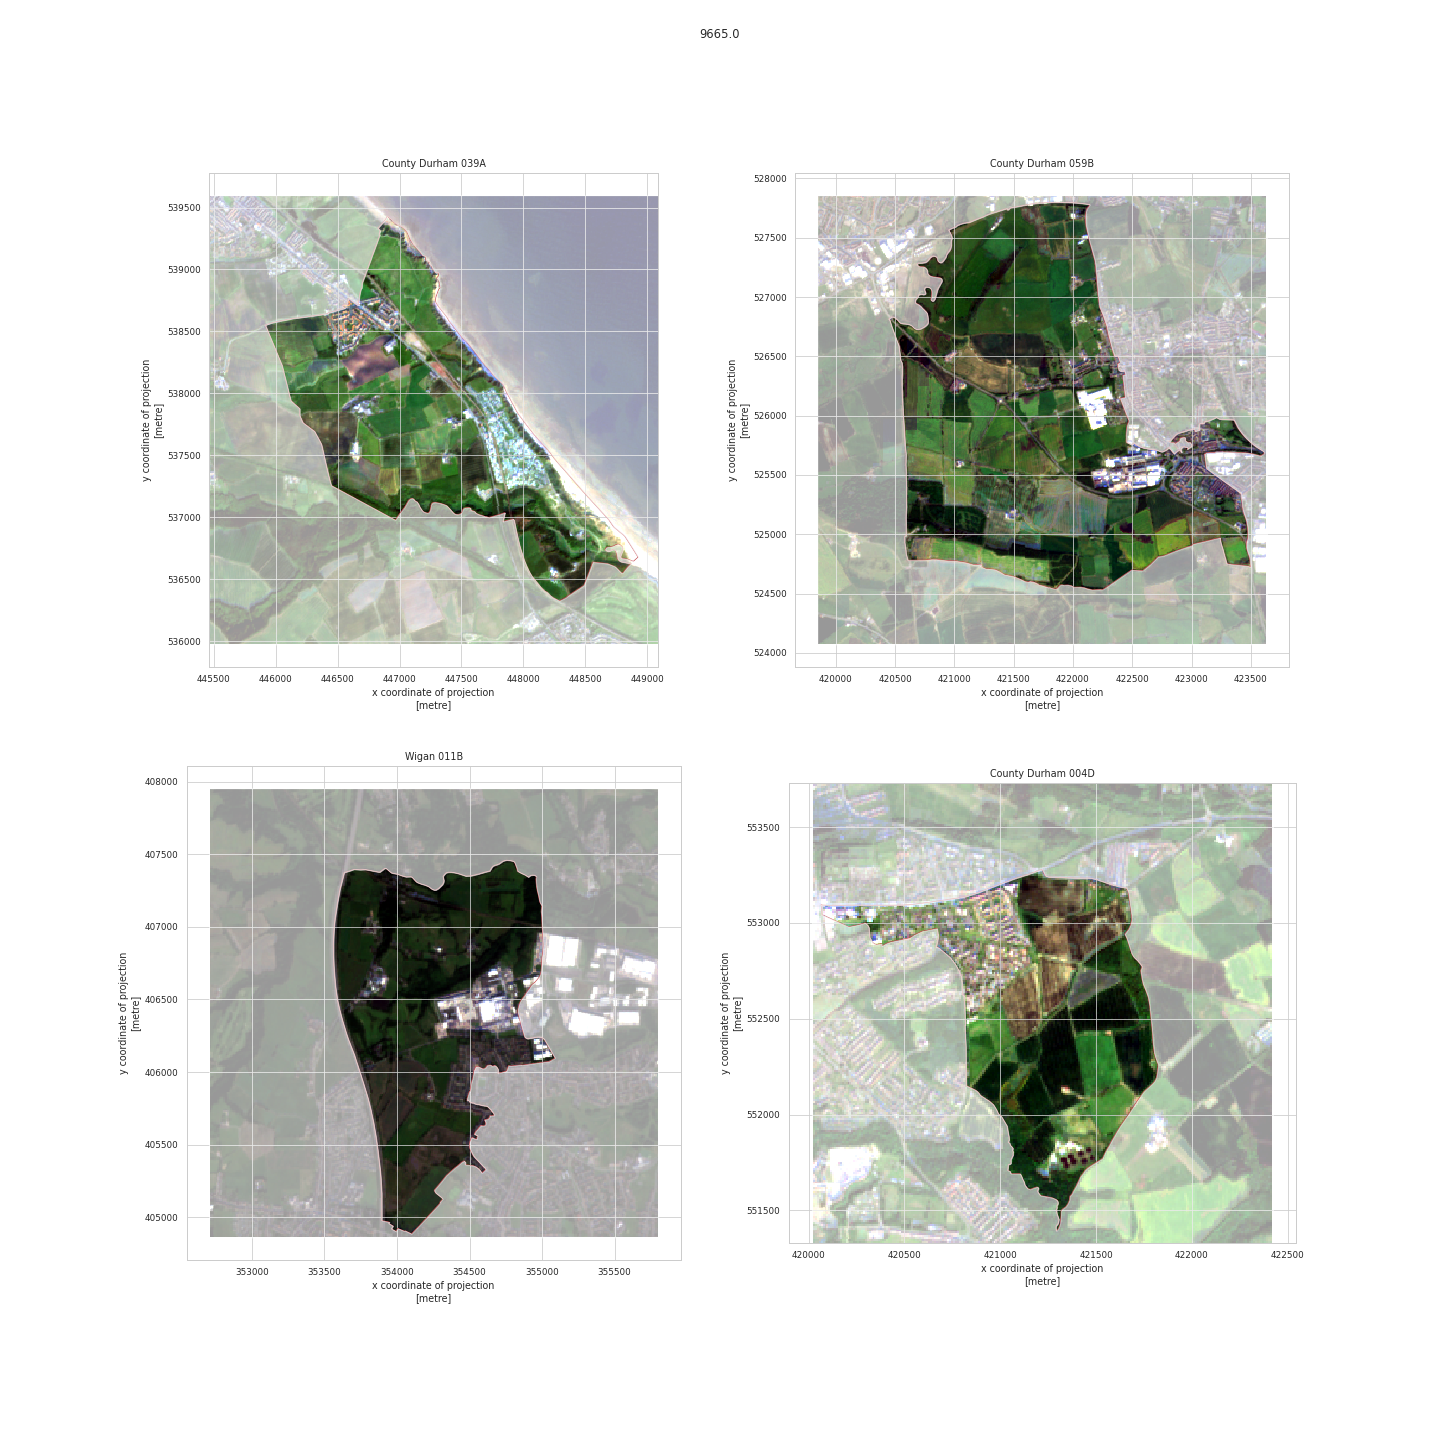 9665.0
County Durham 039A
539500
539000
538500
538000
537500
537000
536500
536000
y coordinate of projection
[metre]
445500 446000 446500 447000 447500 448000 448500 449000
x coordinate of projection
[metre]
County Durham 059B
528000
527500
527000
526500
526000
525500
525000
524500
524000
y coordinate of projection
[metre]
420000 420500 421000 421500 422000 422500 423000 423500
x coordinate of projection
[metre]
Wigan 011B
408000
407500
407000
406500
406000
405500
405000
y coordinate of projection
[metre]
353000 353500 354000 354500 355000 355500
x coordinate of projection
[metre]
County Durham 004D
553500
553000
552500
552000
551500
y coordinate of projection
[metre]
420000 420500 421000 421500 422000 422500
x coordinate of projection
[metre]